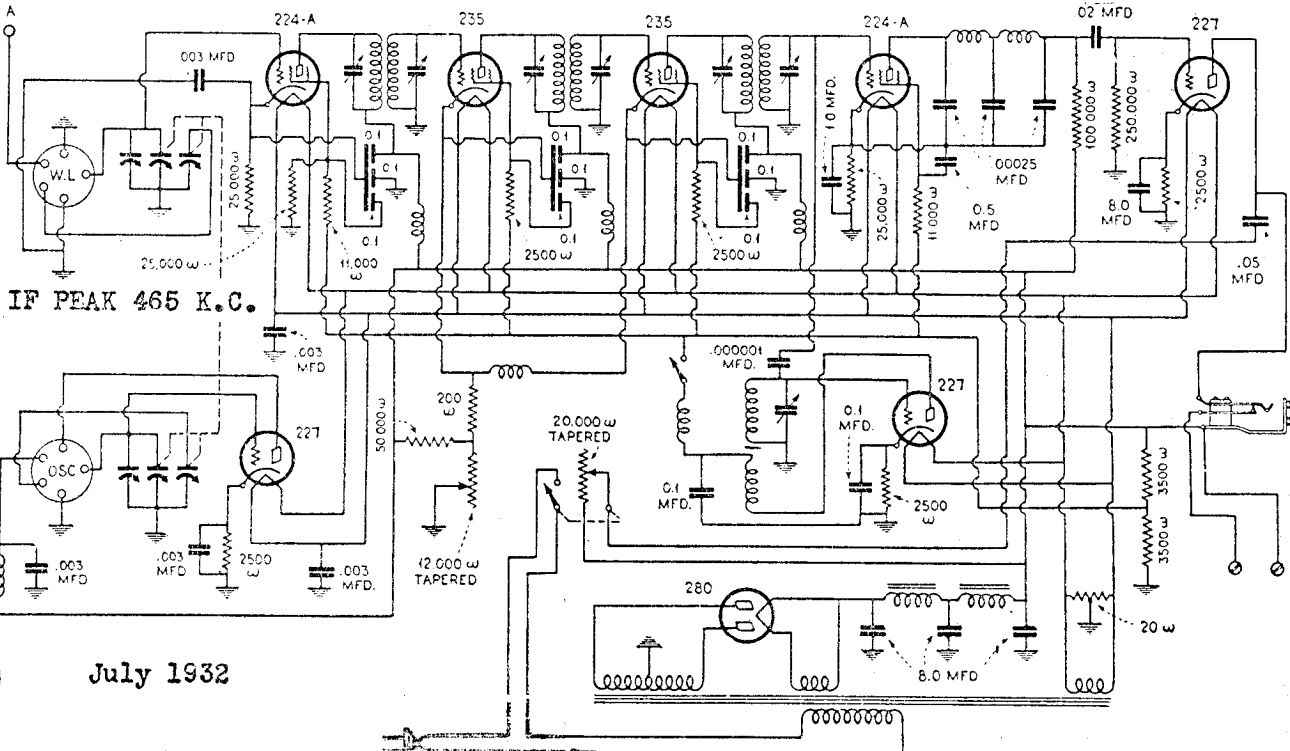 A
224-A
235
235
224-A
.02 MFD
227
.003 MFD
W.L
25.000 ω
25,000 ω
11,000
ω
0.1
0.1
0.1
2500 ω
0.1
0.1
0.1
2500 ω
0.1
0.1
0.1
1.0 MFD.
25.000 ω
11 000 ω
0.5
MFD
.00025
MFD
100 000 ω
250.000 ω
8.0
MFD
2500 ω
.05
MFD
IF PEAK 465 K.C.
.003
MFD
.000001
MFD.
227
OSC
227
50 000 ω
200
ω
20.000 ω
TAPERED
0.1
MFD.
0.1
MFD.
2500
ω
3500 ω
3500 ω
.003
MFD
.003
MFD
2500
ω
.003
MFD.
12.000 ω
TAPERED
280
8.0 MFD
20 ω
July 1932